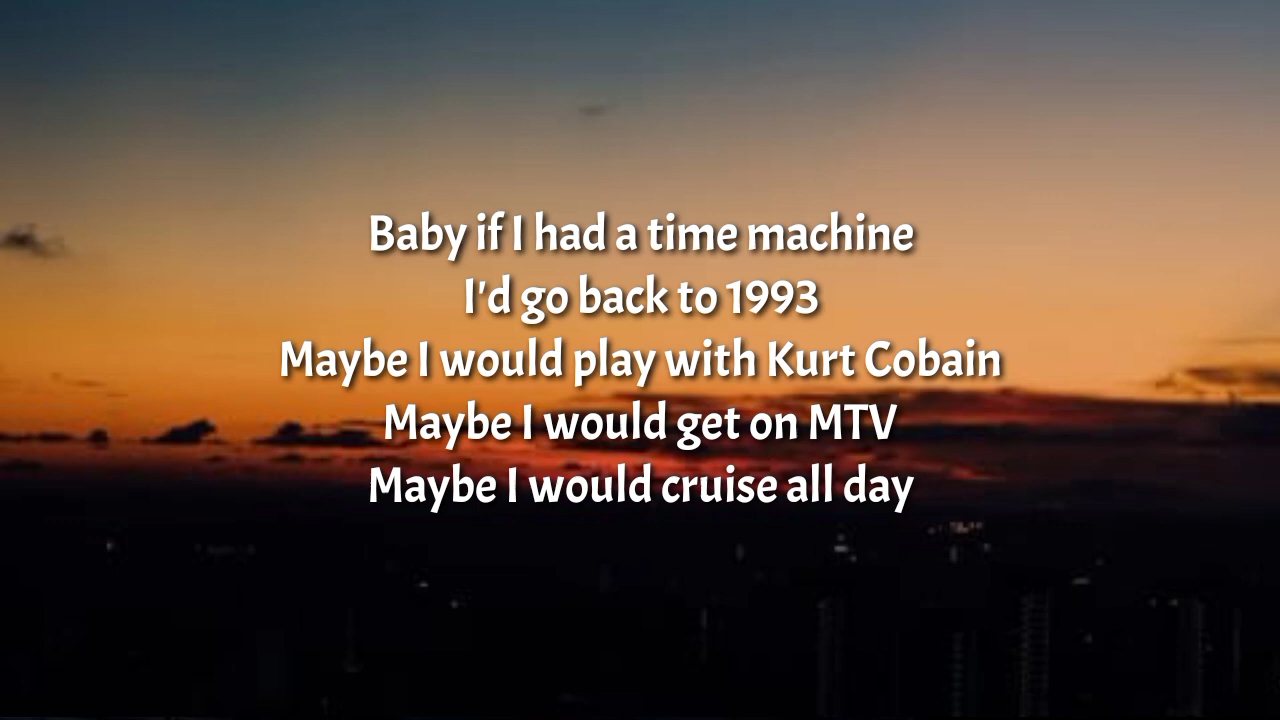 Baby if I had a time machine
I'd go back to 1993
Maybe I would play with Kurt Cobain
Maybe I would get on MTV
Maybe I would cruise all day